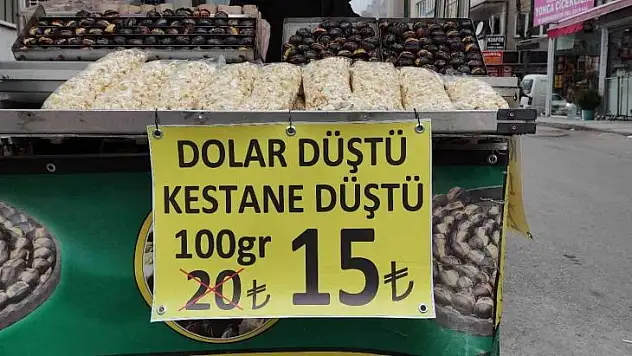 DOLAR DÜŞTÜ
KESTANE DÜŞTÜ
100gr
20 ₺ 15 ₺